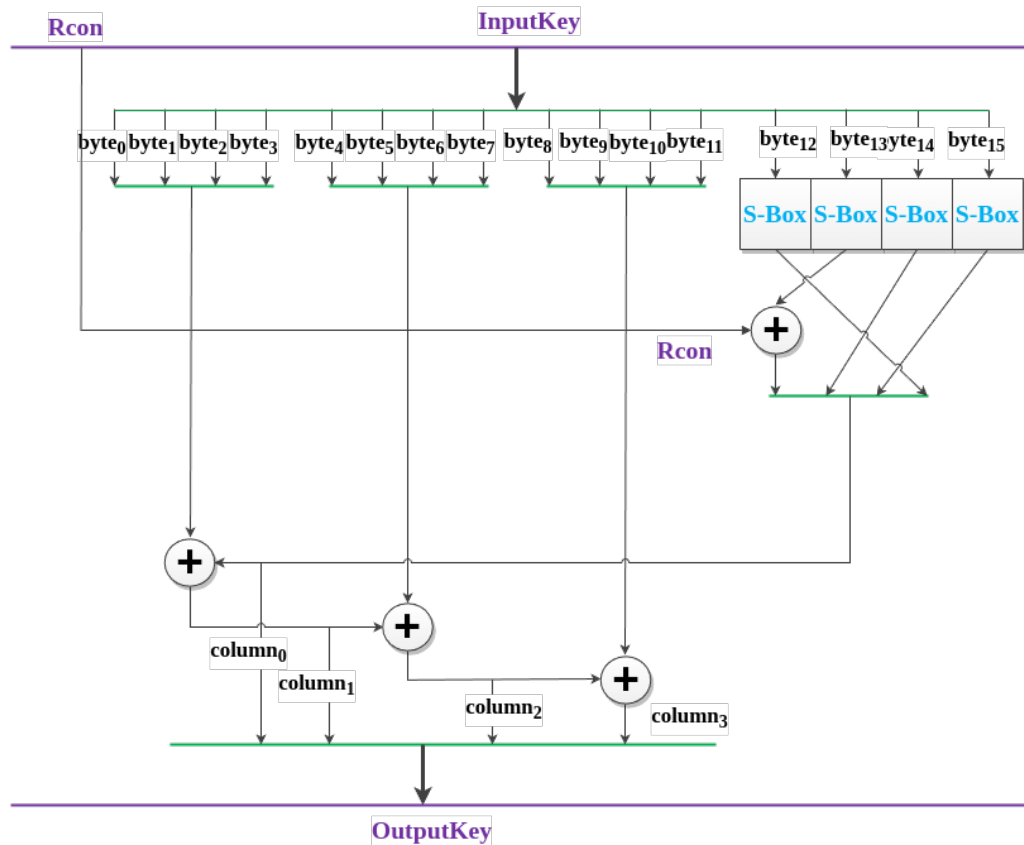 Rcon
InputKey
byte0 byte1 byte2 byte3 byte4 byte5 byte6 byte7 byte8 byte9 byte10 byte11 byte12 byte13 yte14 byte15
S-Box S-Box S-Box S-Box
+
Rcon
+
+
column0
+
column1
column2
column3
OutputKey